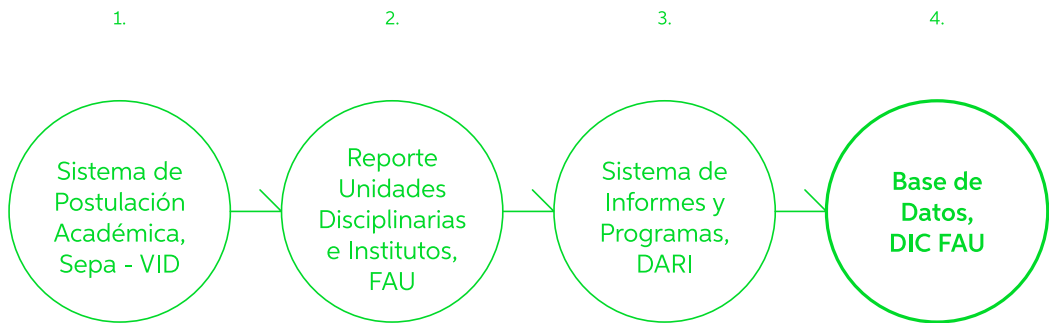 1.
2.
3.
4.
Sistema de
Postulación
Académica,
Sepa - VID
Reporte
Unidades
Disciplinarias
e Institutos,
FAU
Sistema de
Informes y
Programas,
DARI
Base de
Datos,
DIC FAU